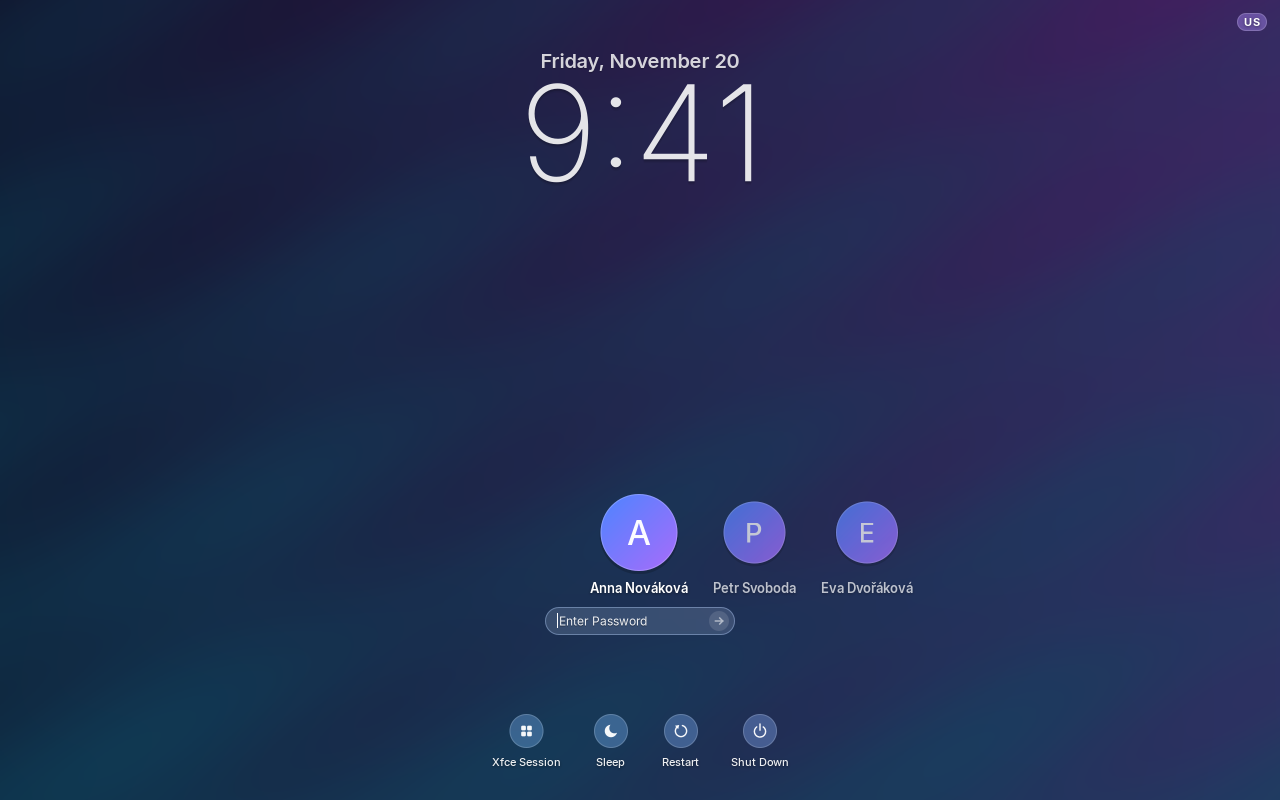 US
Friday, November 20
9:41
A
P
E
Anna Nováková
Petr Svoboda
Eva Dvořáková
Enter Password
Xfce Session
Sleep
Restart
Shut Down